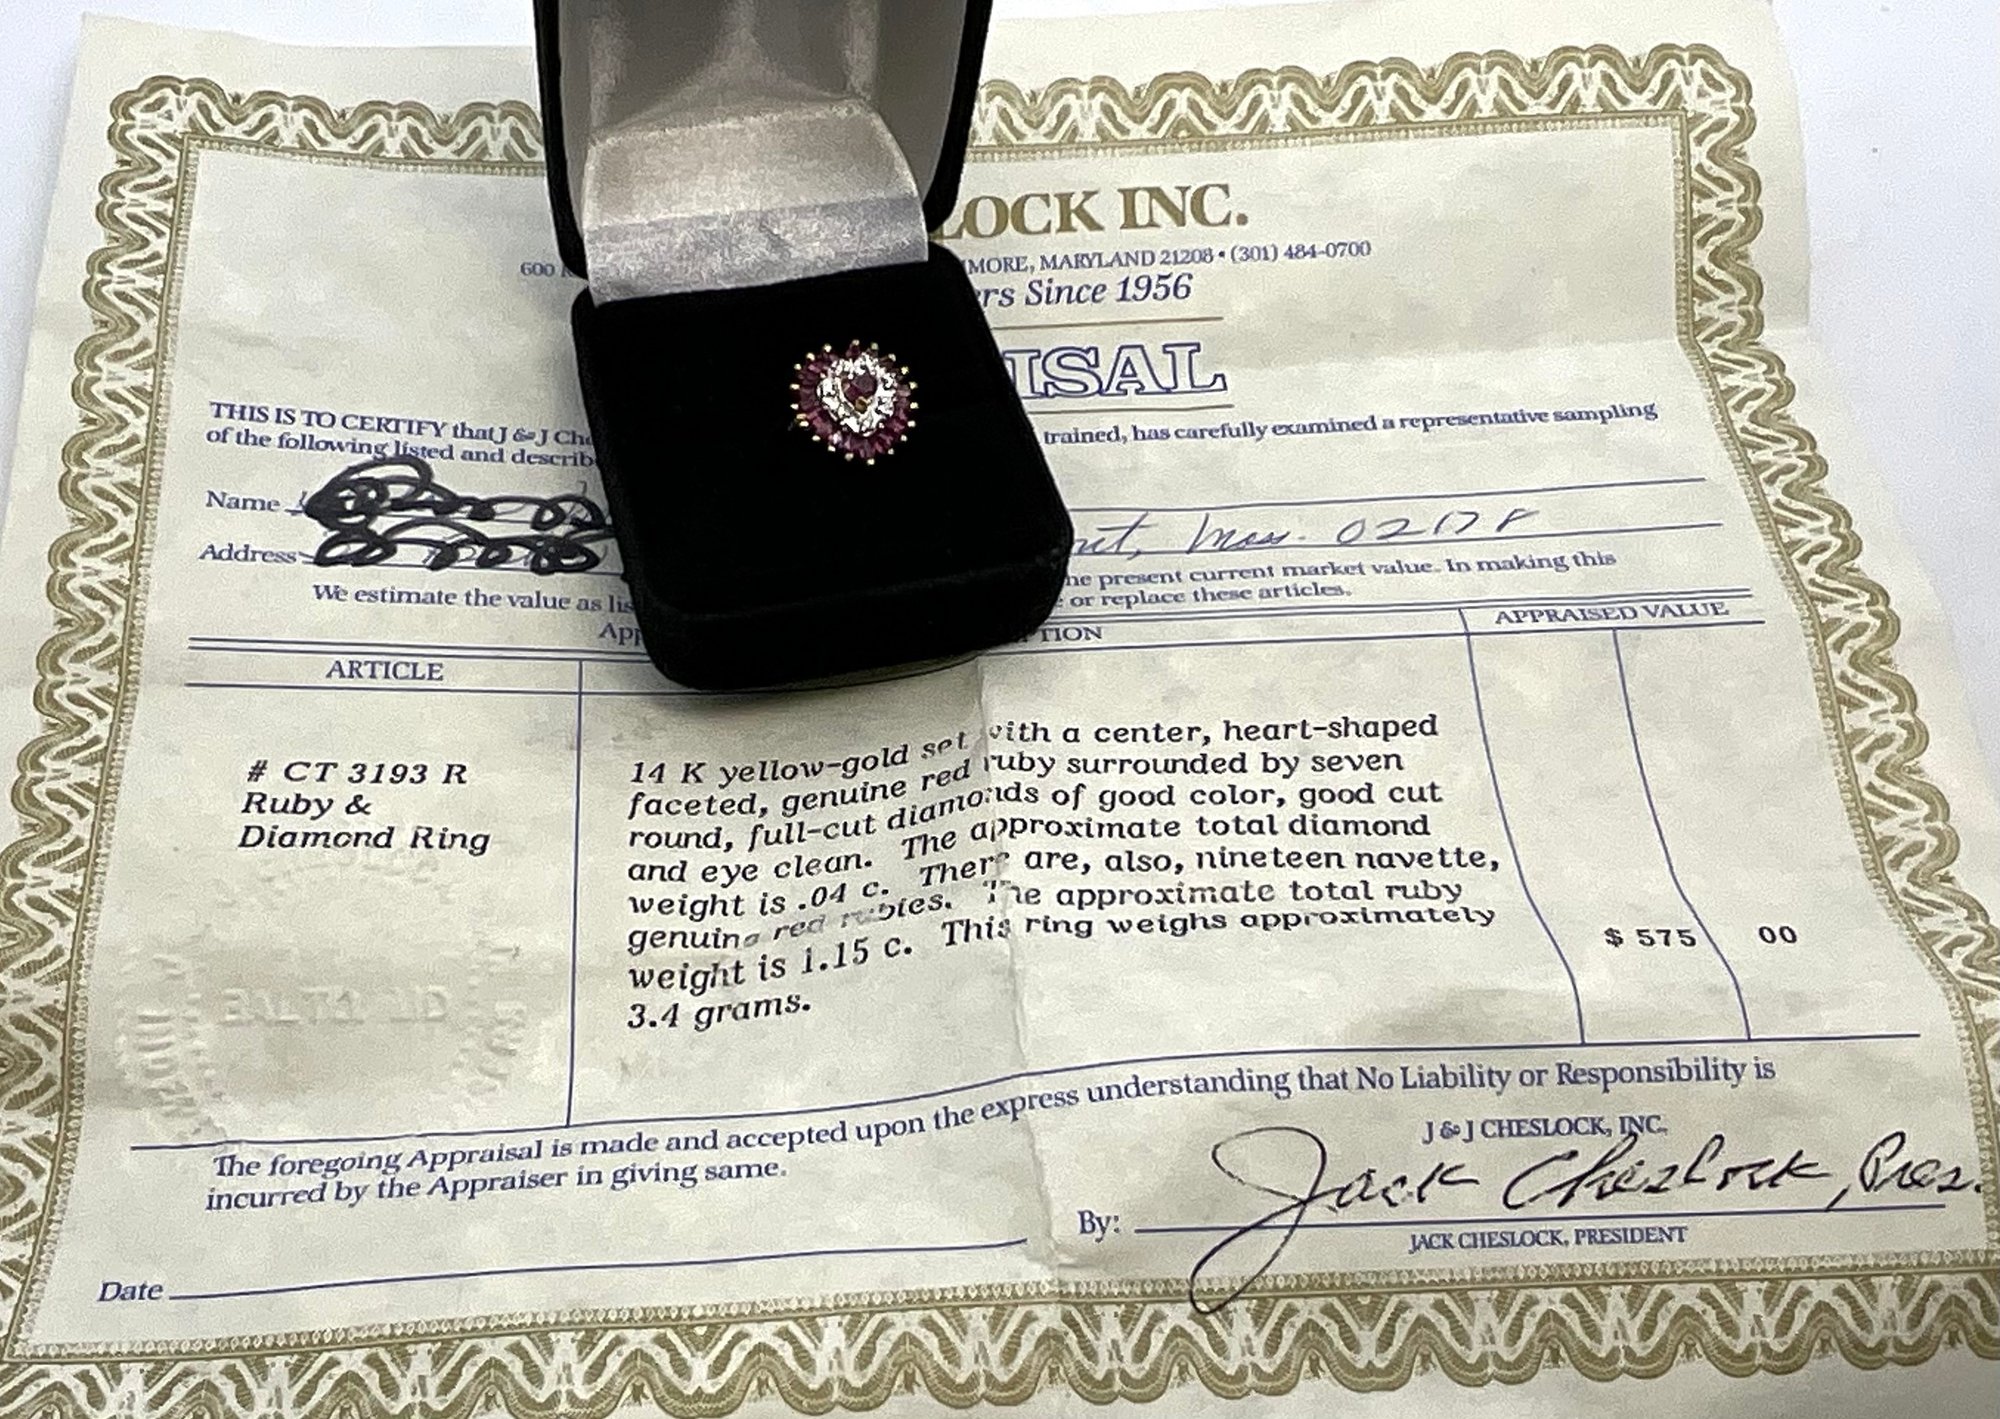 LOCK INC.
600 MORE, MARYLAND 21208 • (301) 484-0700
rs Since 1956
ISAL
THIS IS TO CERTIFY that J & J Che trained, has carefully examined a representative sampling
of the following listed and describ
Name
Address Mass. 02178
We estimate the value as lis he present current market value. In making this
App or replace these articles.
ARTICLE TION APPRAISED VALUE
# CT 3193 R
Ruby &
Diamond Ring
14 K yellow-gold set with a center, heart-shaped
faceted, genuine red ruby surrounded by seven
round, full-cut diamonds of good color, good cut
and eye clean. The approximate total diamond
weight is .04 c. There are, also, nineteen navette,
genuine red rubies. The approximate total ruby
weight is 1.15 c. This ring weighs approximately
3.4 grams.
$ 575 00
The foregoing Appraisal is made and accepted upon the express understanding that No Liability or Responsibility is
incurred by the Appraiser in giving same.
J & J CHESLOCK, INC.
By: Jack Cheslock, Pres.
JACK CHESLOCK, PRESIDENT
Date